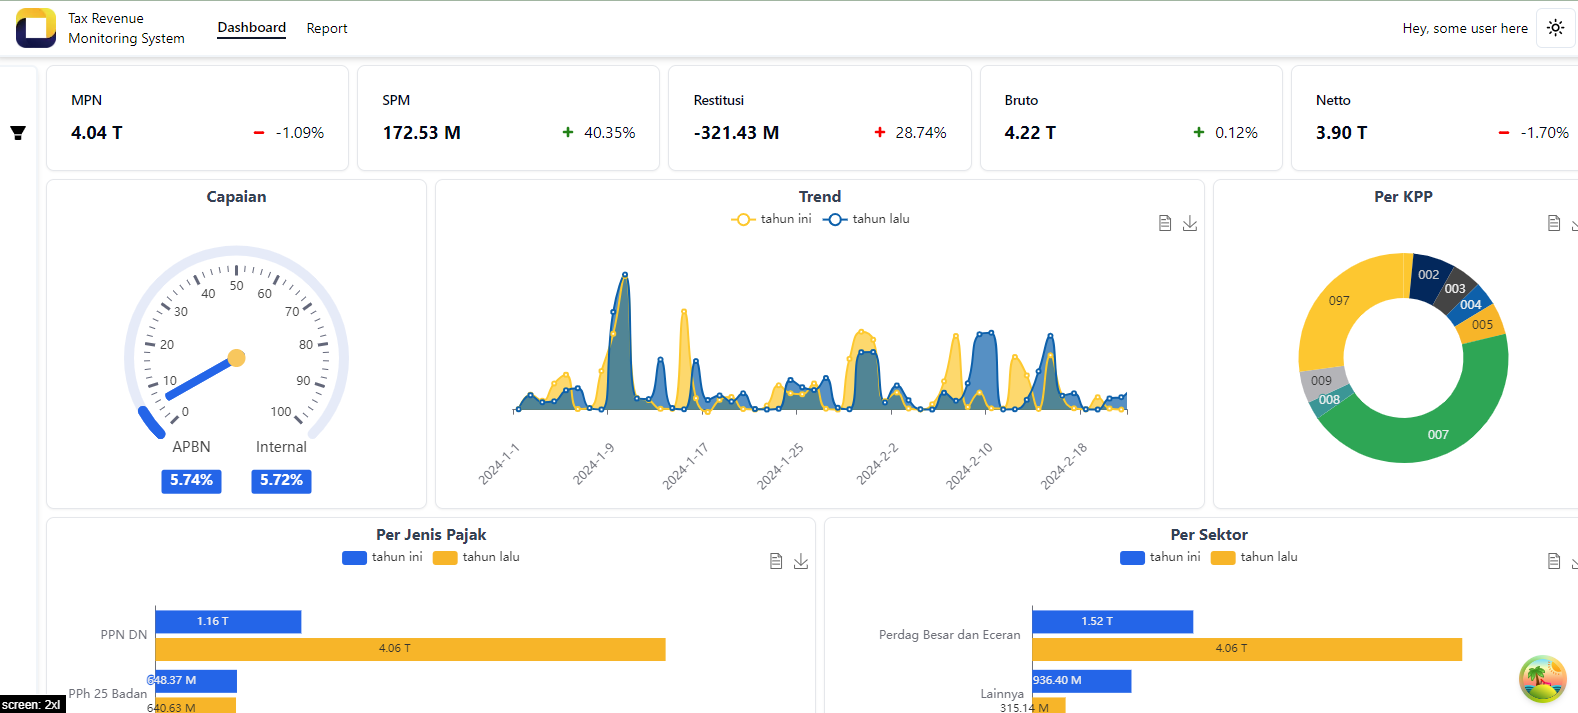 Tax Revenue
Monitoring System
Dashboard
Report
Hey, some user here
MPN
4.04 T
-1.09%
SPM
172.53 M
40.35%
Restitusi
-321.43 M
28.74%
Bruto
4.22 T
0.12%
Netto
3.90 T
-1.70%
Capaian
0
10
20
30
40
50
60
70
80
90
100
APBN
Internal
5.74%
5.72%
Trend
tahun ini
tahun lalu
2024-1-1
2024-1-9
2024-1-17
2024-1-25
2024-2-2
2024-2-10
2024-2-18
Per KPP
002
003
004
005
007
008
009
097
Per Jenis Pajak
tahun ini
tahun lalu
PPN DN
1.16 T
4.06 T
PPh 25 Badan
648.37 M
640.63 M
Per Sektor
tahun ini
tahun lalu
Perdag Besar dan Eceran
1.52 T
4.06 T
Lainnya
936.40 M
315.14 M
screen: 2xl